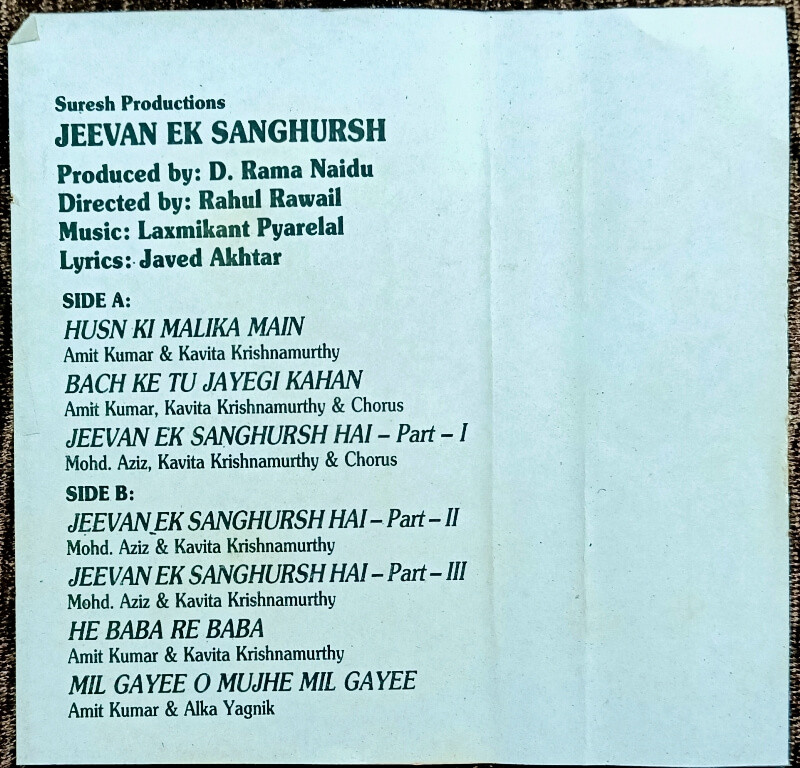 Suresh Productions
JEEVAN EK SANGHURSH
Produced by: D. Rama Naidu
Directed by: Rahul Rawail
Music: Laxmikant Pyarelal
Lyrics: Javed Akhtar
SIDE A:
HUSN KI MALIKA MAIN
Amit Kumar & Kavita Krishnamurthy
BACH KE TU JAYEGI KAHAN
Amit Kumar, Kavita Krishnamurthy & Chorus
JEEVAN EK SANGHURSH HAI – Part – I
Mohd. Aziz, Kavita Krishnamurthy & Chorus
SIDE B:
JEEVAN EK SANGHURSH HAI – Part – II
Mohd. Aziz & Kavita Krishnamurthy
JEEVAN EK SANGHURSH HAI – Part – III
Mohd. Aziz & Kavita Krishnamurthy
HE BABA RE BABA
Amit Kumar & Kavita Krishnamurthy
MIL GAYEE O MUJHE MIL GAYEE
Amit Kumar & Alka Yagnik